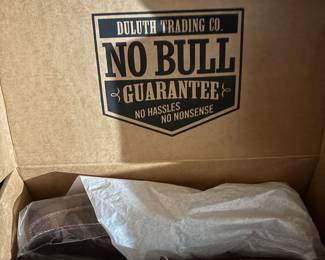 DULUTH TRADING CO.
NO BULL
GUARANTEE
NO HASSLES
NO NONSENSE